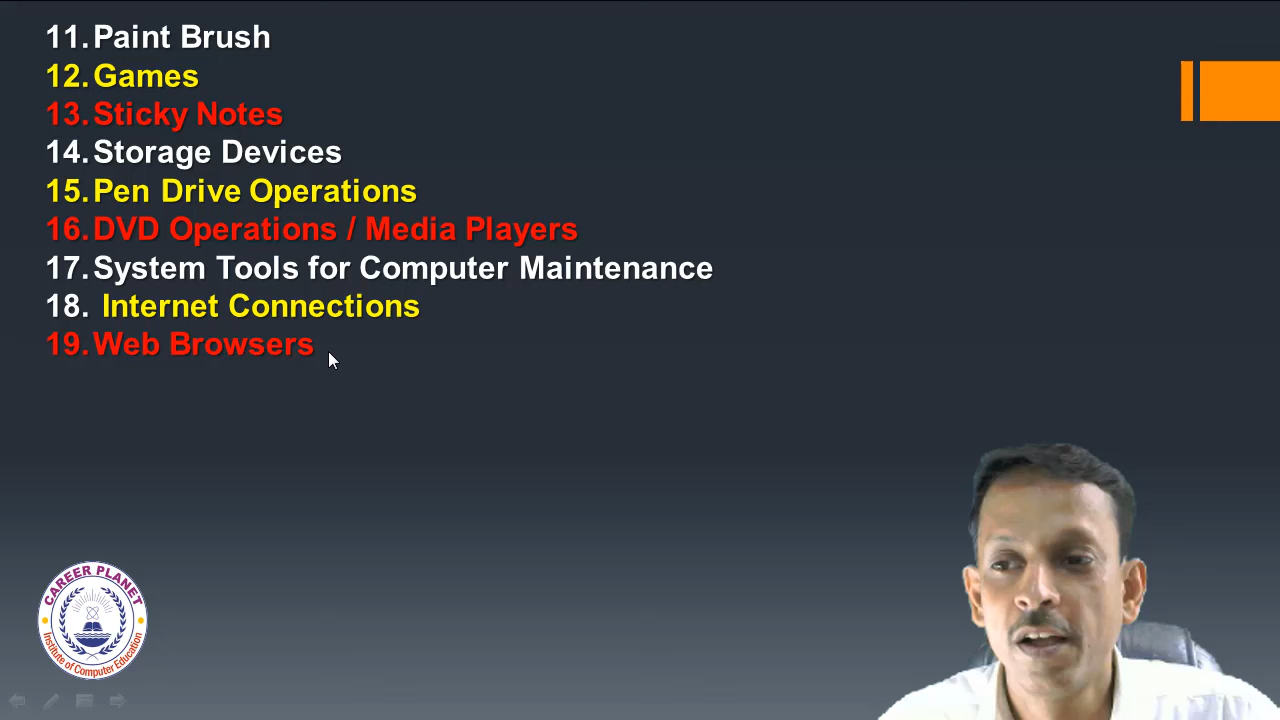 11. Paint Brush
12. Games
13. Sticky Notes
14. Storage Devices
15. Pen Drive Operations
16. DVD Operations / Media Players
17. System Tools for Computer Maintenance
18. Internet Connections
19. Web Browsers
CAREER PLANET
Institute of Computer Education